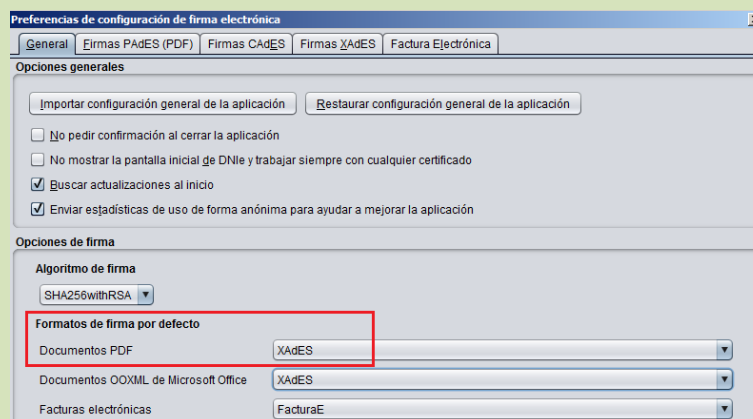 Preferencias de configuración de firma electrónica
General Firmas PAdES (PDF) Firmas CAdES Firmas XAdES Factura Electrónica
Opciones generales
Importar configuración general de la aplicación Restaurar configuración general de la aplicación
No pedir confirmación al cerrar la aplicación
No mostrar la pantalla inicial de DNIe y trabajar siempre con cualquier certificado
Buscar actualizaciones al inicio
Enviar estadísticas de uso de forma anónima para ayudar a mejorar la aplicación
Opciones de firma
Algoritmo de firma
SHA256withRSA
Formatos de firma por defecto
Documentos PDF XAdES
Documentos OOXML de Microsoft Office XAdES
Facturas electrónicas FacturaE